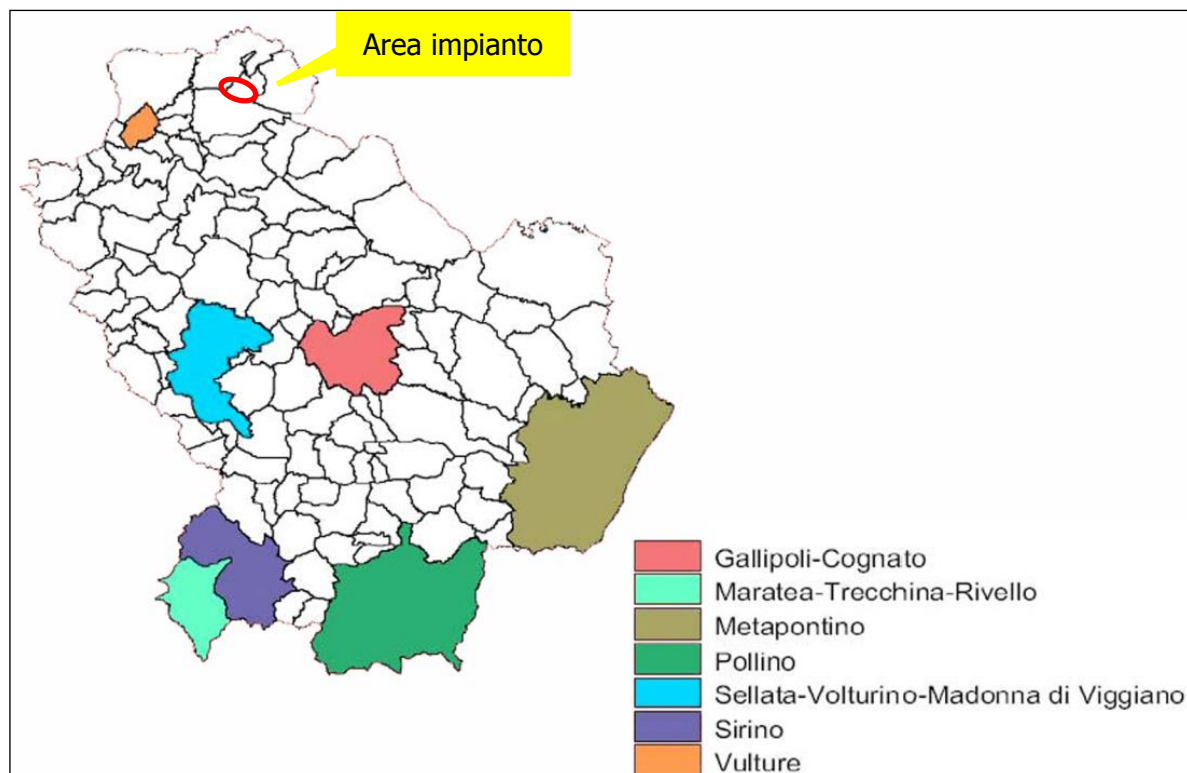 Area impianto
Gallipoli-Cognato
Maratea-Trecchina-Rivello
Metapontino
Pollino
Sellata-Volturino-Madonna di Viggiano
Sirino
Vulture